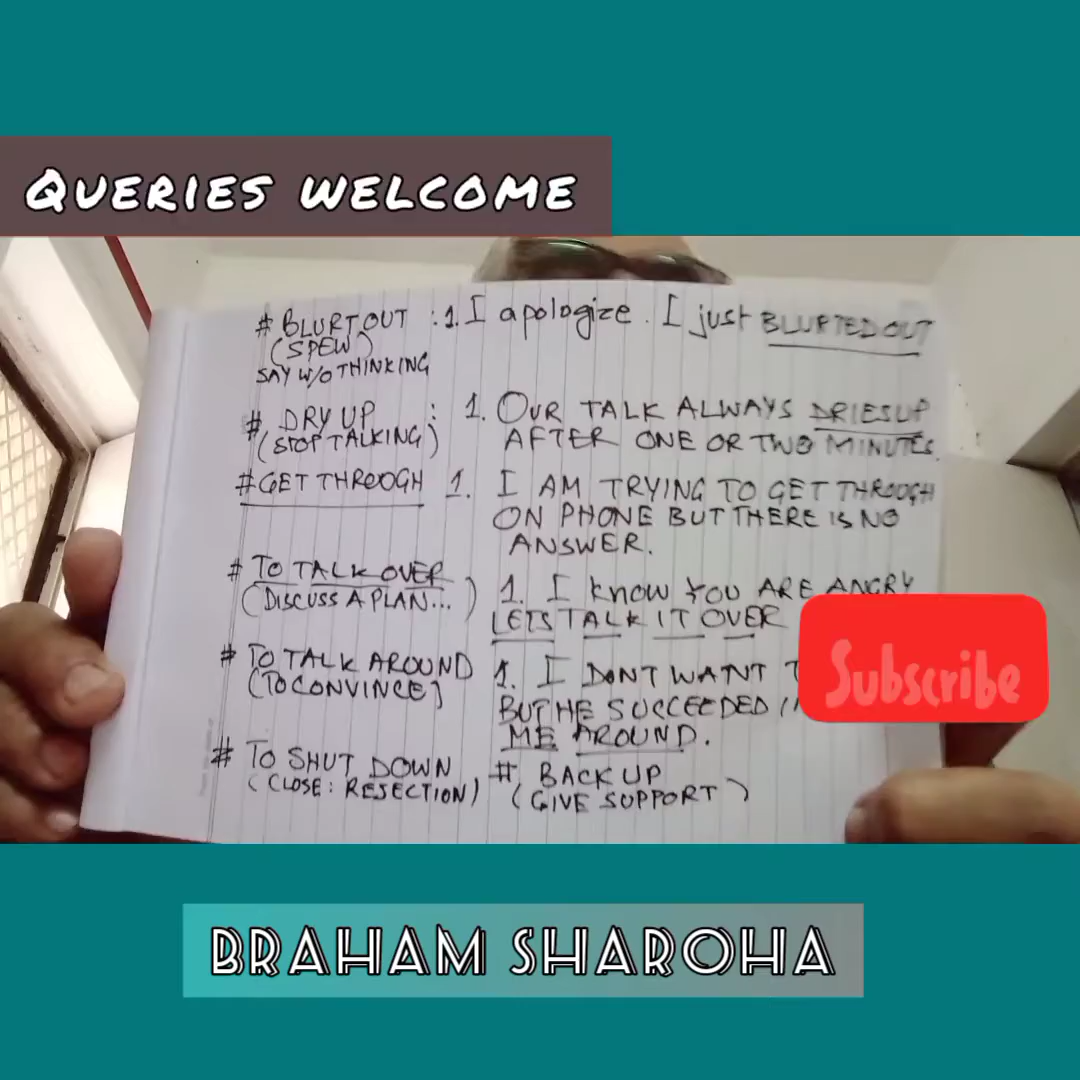 QUERIES WELCOME
# BLURT OUT : 1. I apologize. I just BLURTED OUT
(SPEW)
SAY W/O THINKING
# DRY UP : 1. OUR TALK ALWAYS DRIES UP
(STOP TALKING) AFTER ONE OR TWO MINUTES.
# GET THROOGH 1. I AM TRYING TO GET THROOGH
ON PHONE BUT THERE IS NO
ANSWER.
# TO TALK OVER 1. I KNOW YOU ARE ANGRY
(DISCUSS A PLAN...) LETS TALK IT OVER
# TO TALK AROUND 1. I DONT WANT
(TO CONVINCE) BUT HE SUCCEEDED
ME AROUND.
# TO SHUT DOWN # BACK UP
(CLOSE: REJECTION) (GIVE SUPPORT)
Subscribe
BRAHAM SHAROHA